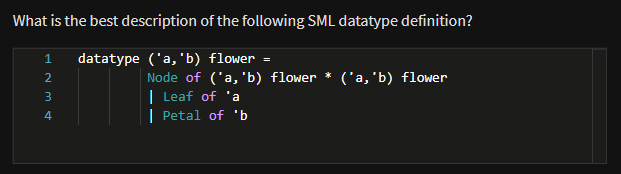 What is the best description of the following SML datatype definition?
1 datatype ('a,'b) flower =
2 Node of ('a,'b) flower * ('a,'b) flower
3 | Leaf of 'a
4 | Petal of 'b